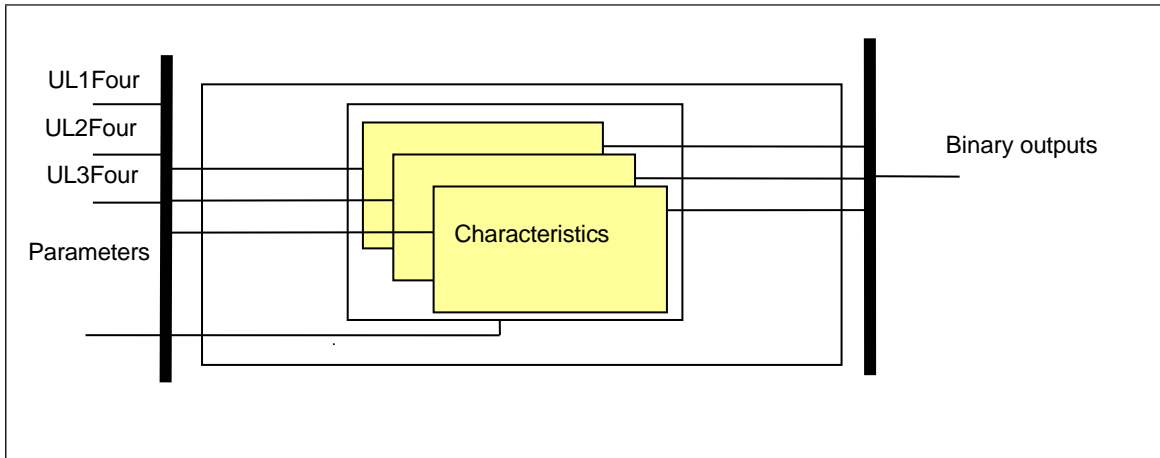 UL1Four
UL2Four
UL3Four
Parameters
Characteristics
Binary outputs